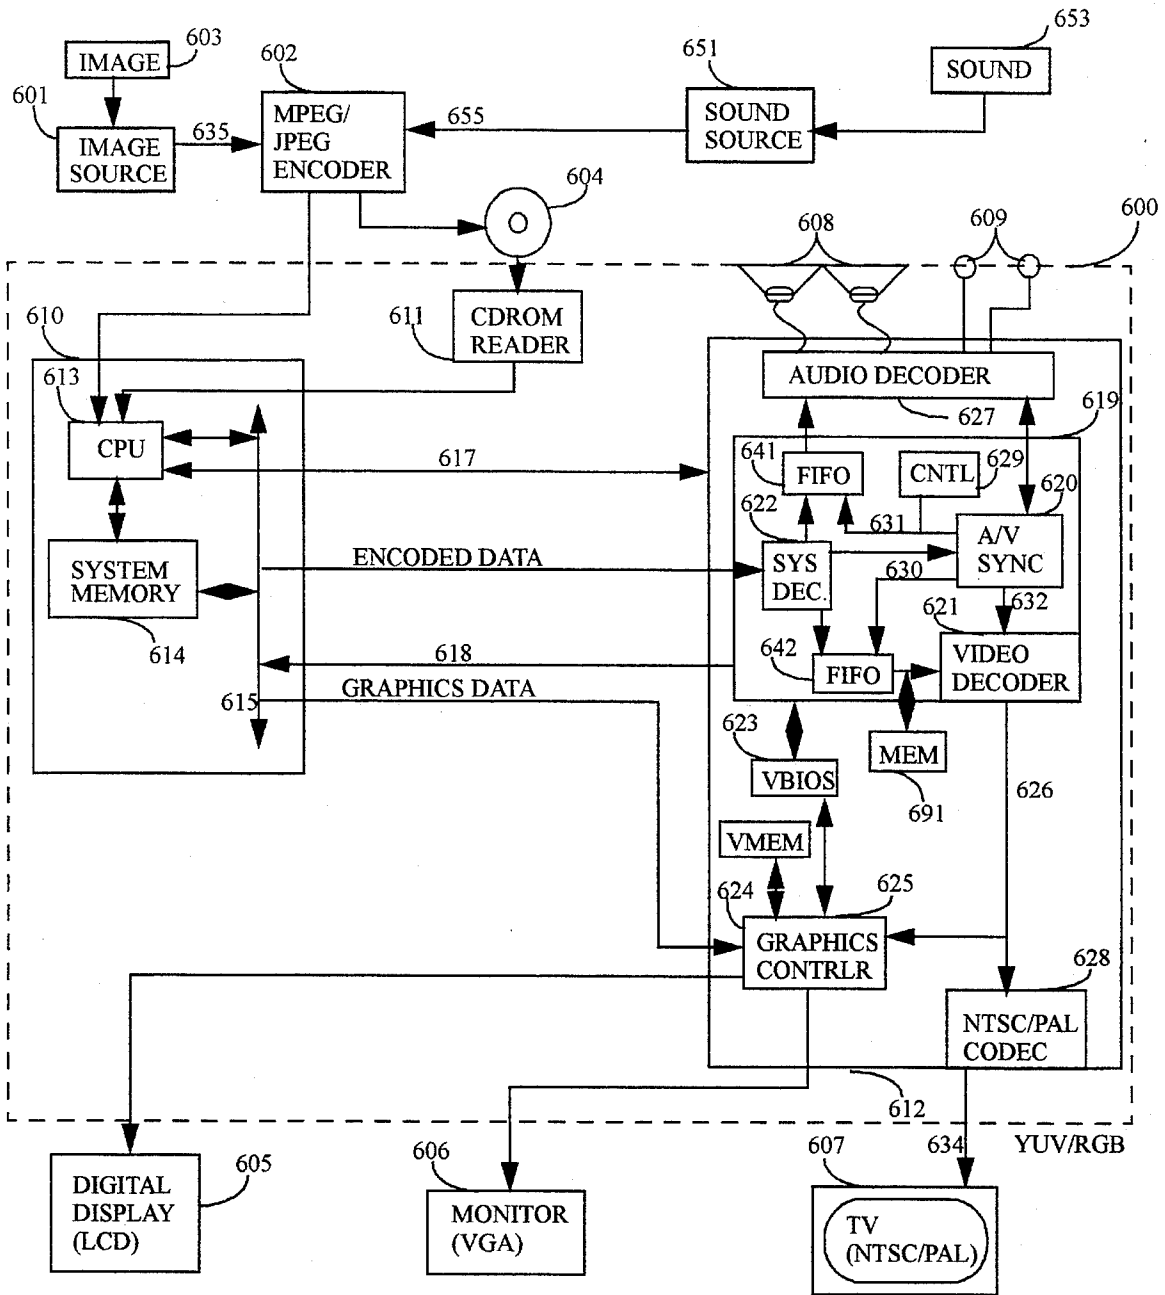 653
603
602
651
IMAGE
SOUND
601
MPEG/
JPEG
ENCODER
635
655
SOUND
SOURCE
IMAGE
SOURCE
604
608
609
600
610
611
CDROM
READER
613
AUDIO DECODER
627
619
CPU
617
641
FIFO
CNTL
629
622
620
631
A/V
SYNC
SYSTEM
MEMORY
ENCODED DATA
SYS
DEC.
630
632
621
614
618
642
FIFO
VIDEO
DECODER
GRAPHICS DATA
615
623
MEM
VBIOS
626
691
VMEM
624
625
GRAPHICS
CONTRLR
628
NTSC/PAL
CODEC
612
YUV/RGB
634
605
606
607
DIGITAL
DISPLAY
(LCD)
MONITOR
(VGA)
TV
(NTSC/PAL)